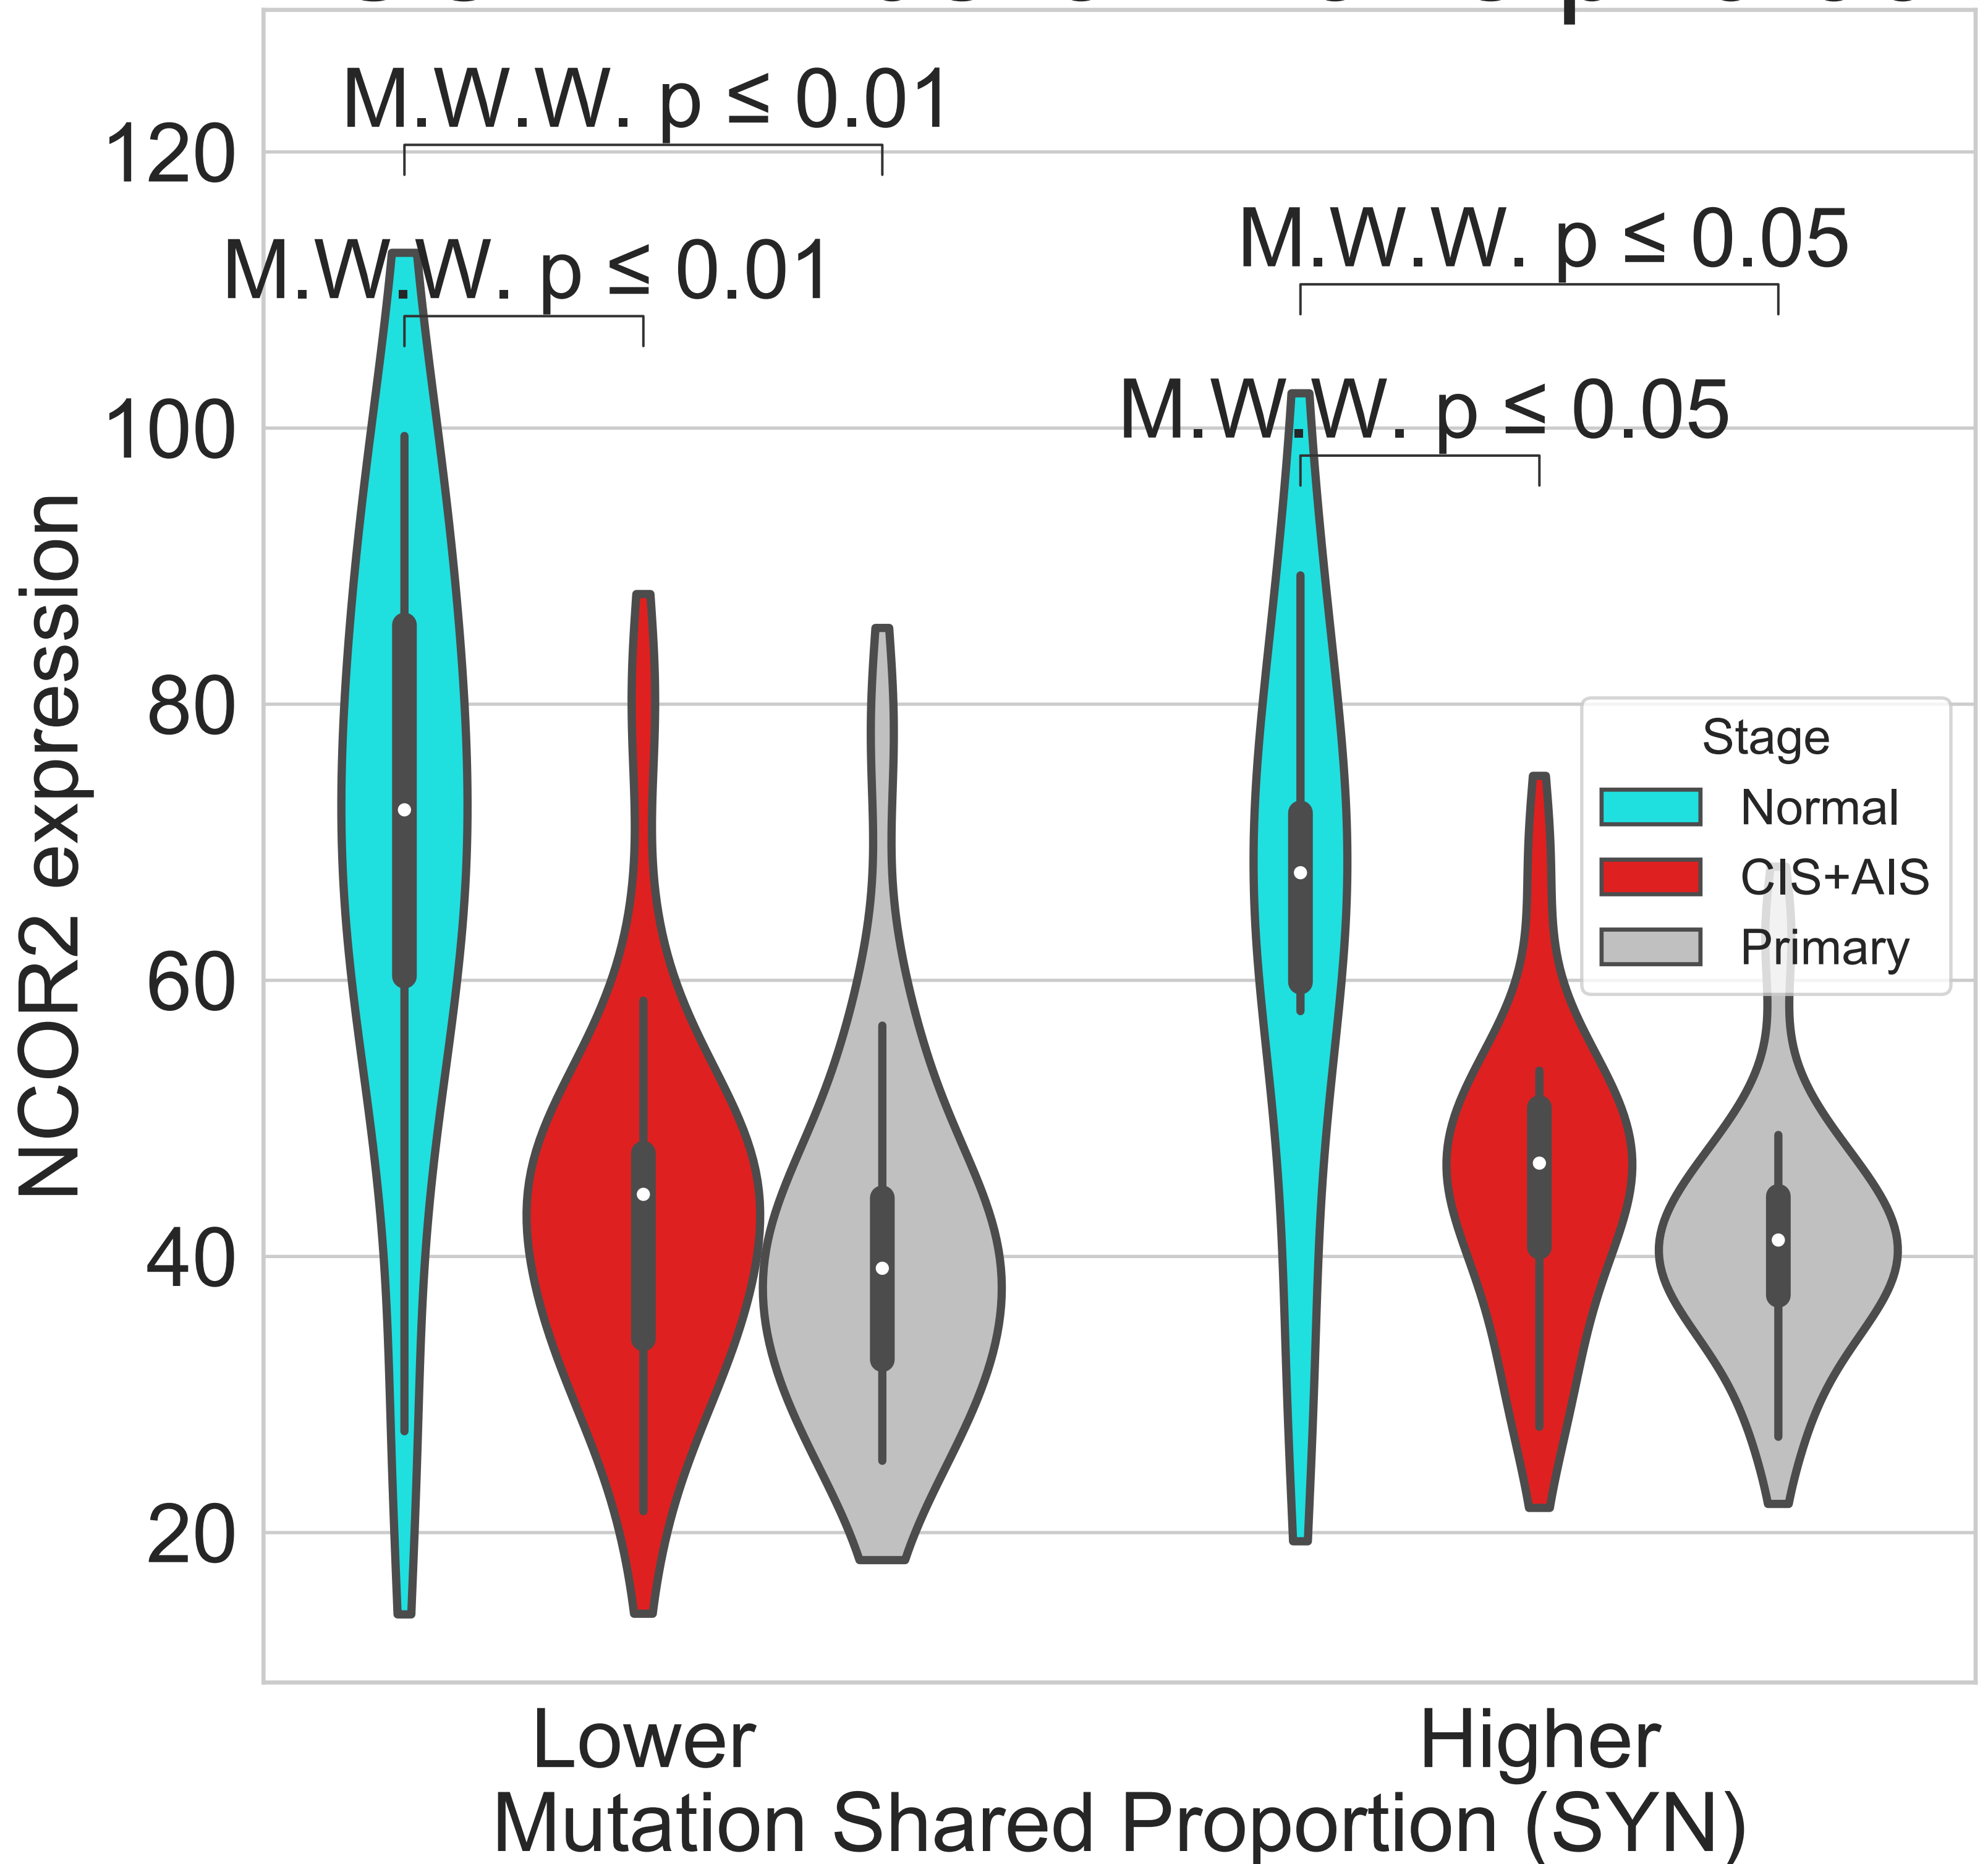 M.W.W. p ≤ 0.01
120
M.W.W. p ≤ 0.05
M.W.W. p ≤ 0.01
M.W.W. p ≤ 0.05
100
80
60
40
20
NCOR2 expression
Stage
Normal
CIS+AIS
Primary
Lower
Higher
Mutation Shared Proportion (SYN)